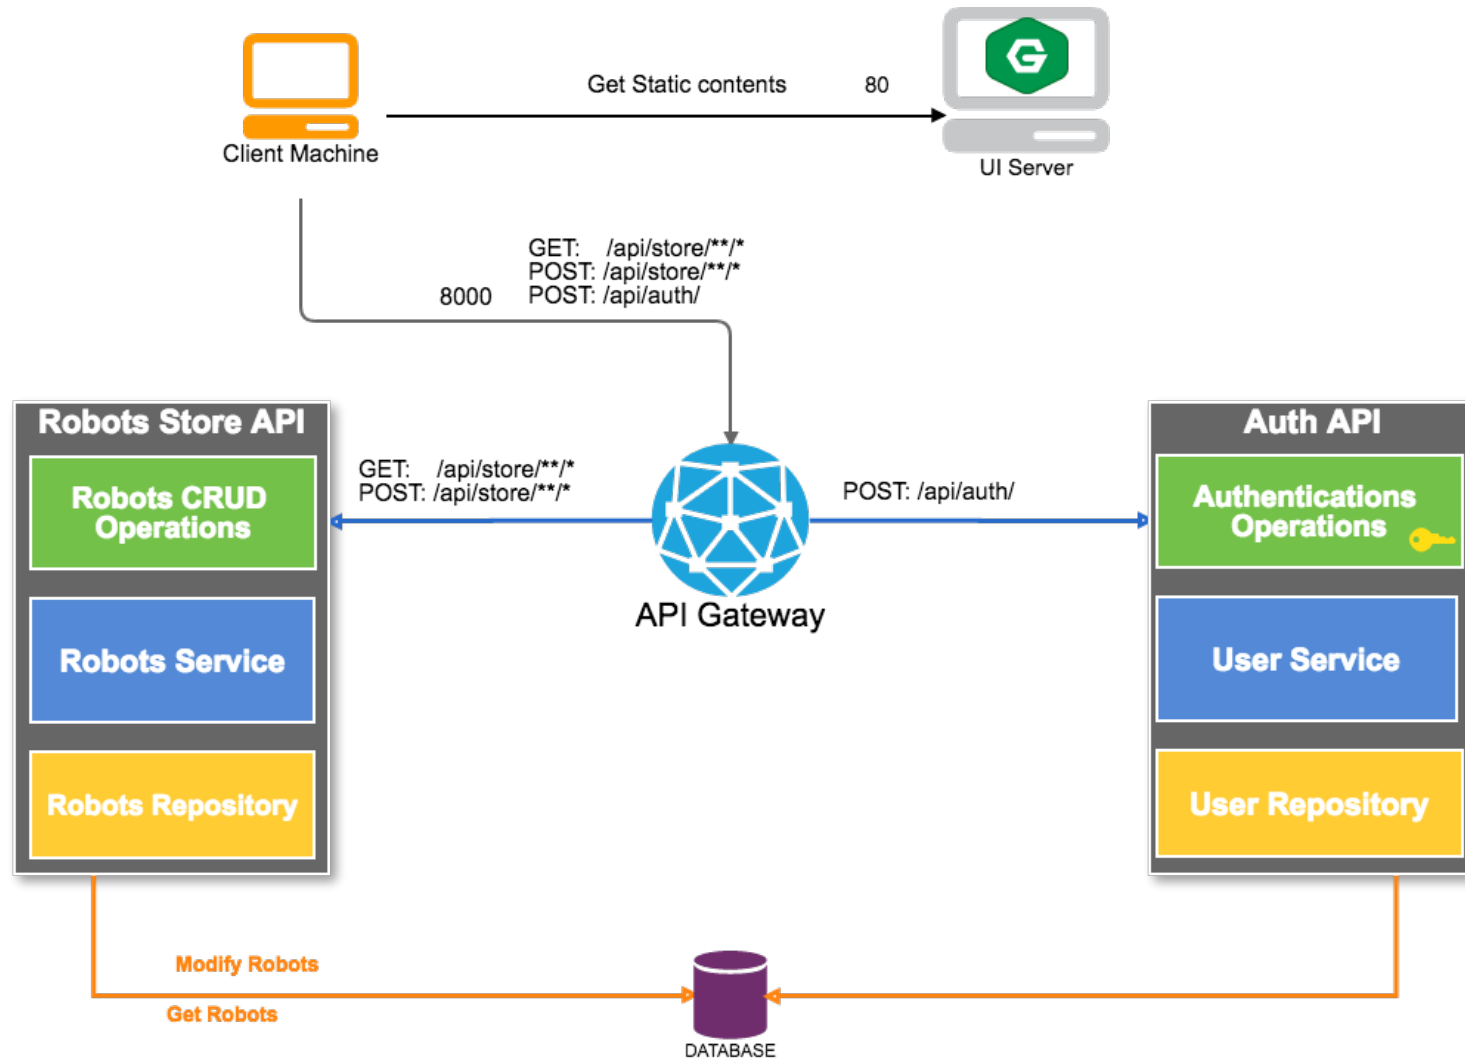 Get Static contents 80
G
Client Machine
UI Server
GET: /api/store/**/*
POST: /api/store/**/*
8000 POST: /api/auth/
Robots Store API
Auth API
GET: /api/store/**/*
POST: /api/store/**/*
POST: /api/auth/
Robots CRUD
Operations
Authentications
Operations
API Gateway
Robots Service
User Service
Robots Repository
User Repository
Modify Robots
Get Robots
DATABASE